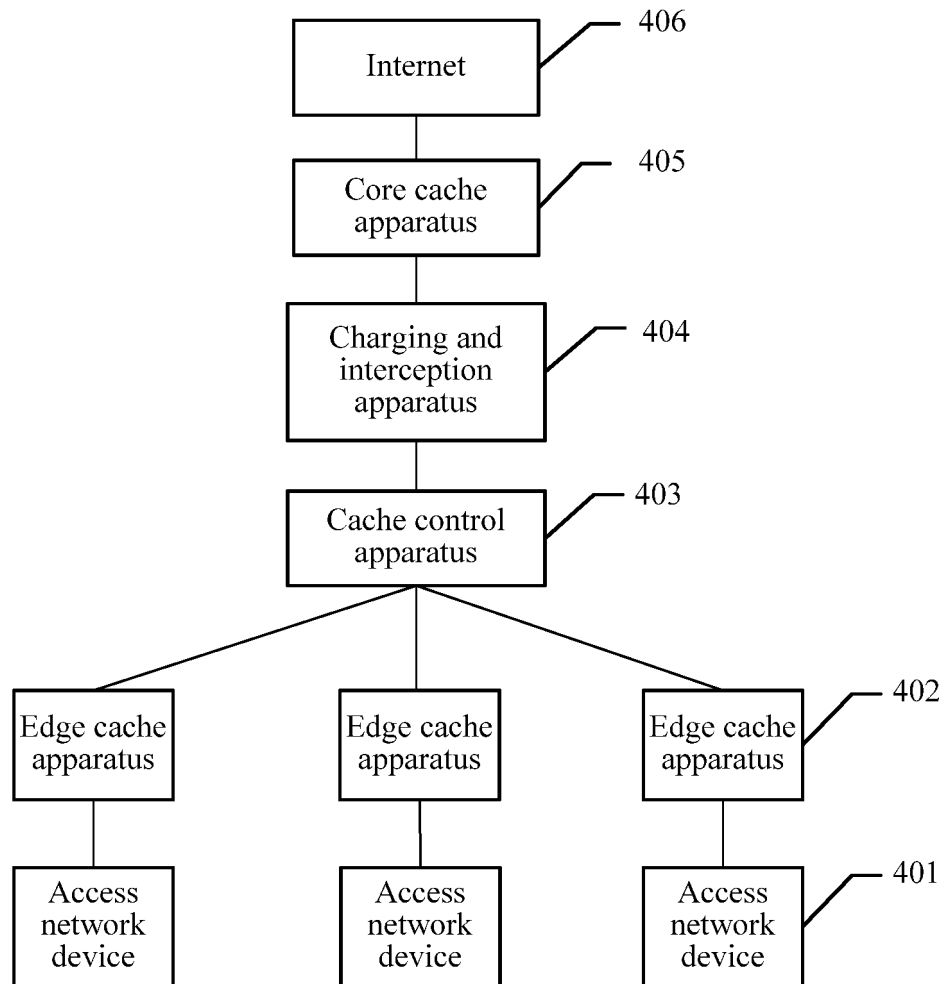 406
Internet
405
Core cache
apparatus
404
Charging and
interception
apparatus
403
Cache control
apparatus
402
Edge cache
apparatus
Edge cache
apparatus
Edge cache
apparatus
401
Access
network
device
Access
network
device
Access
network
device